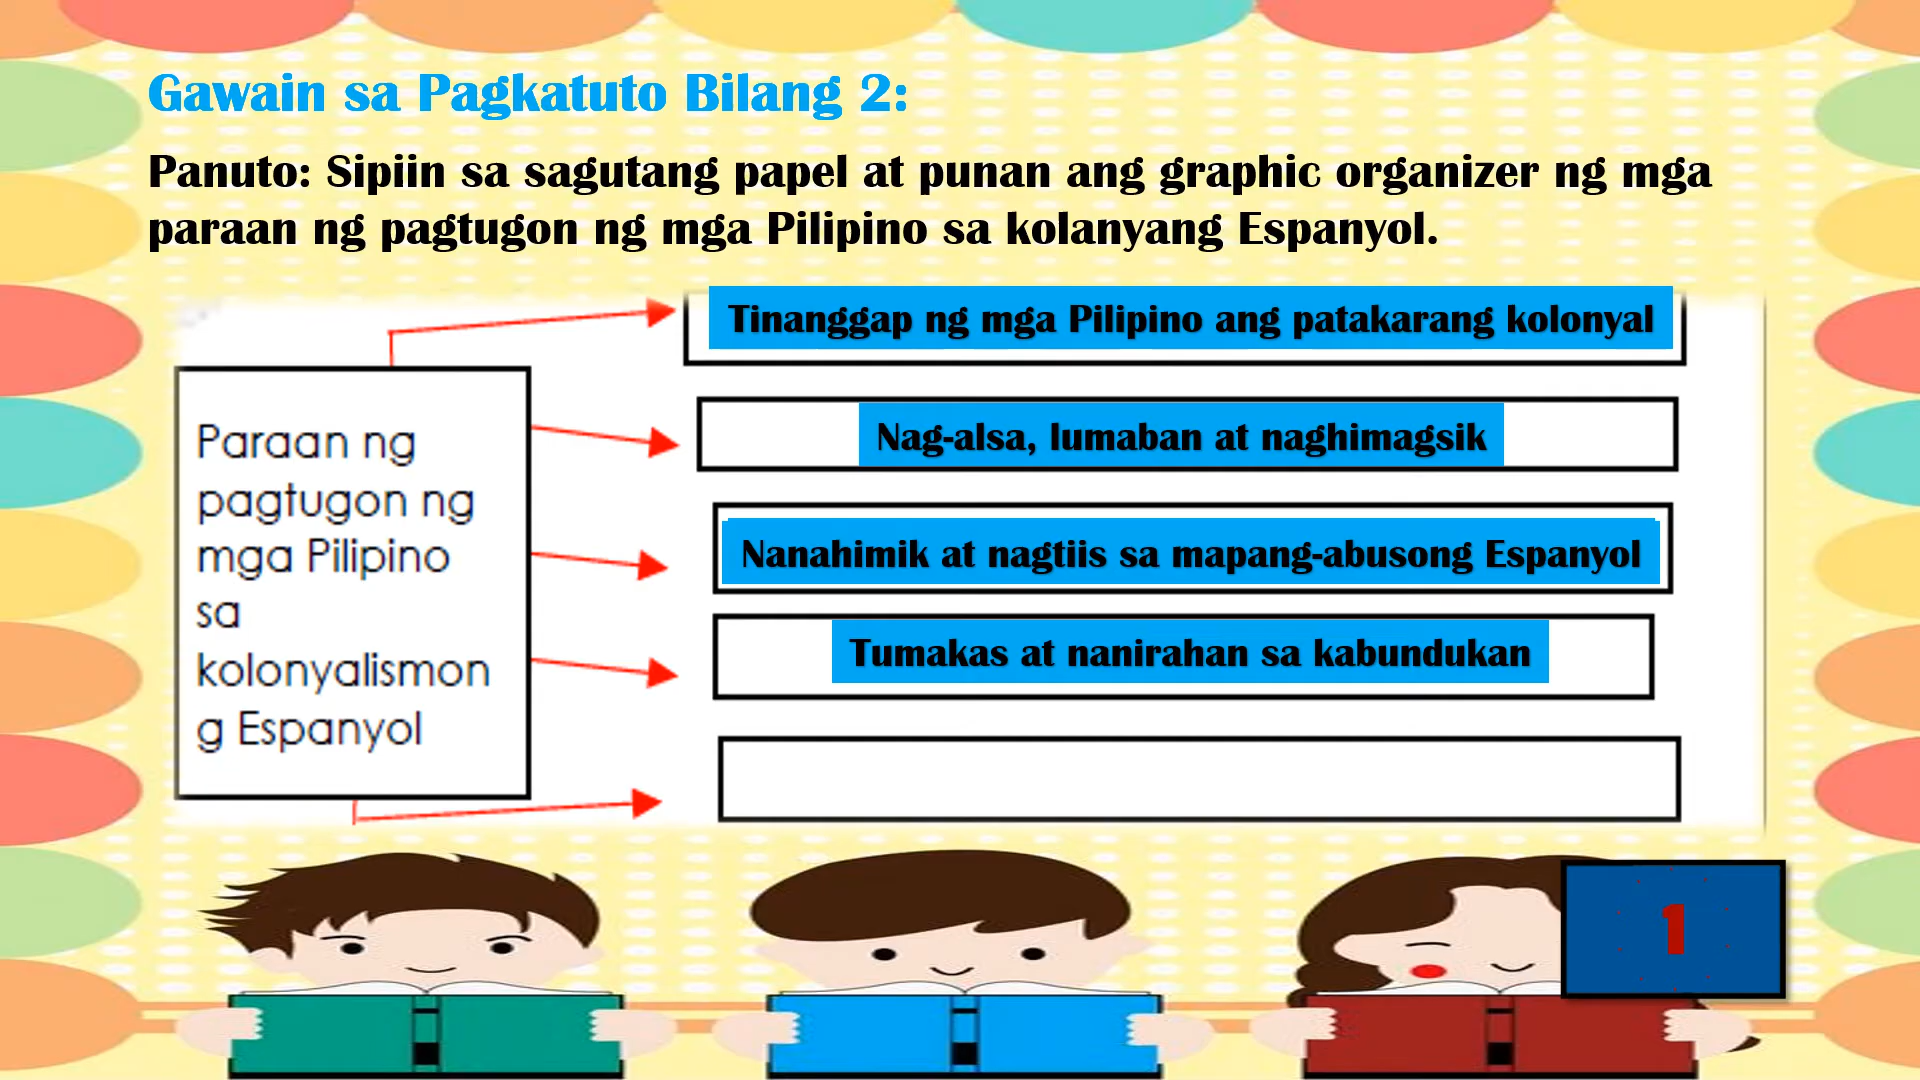 Gawain sa Pagkatuto Bilang 2:
Panuto: Sipiin sa sagutang papel at punan ang graphic organizer ng mga
paraan ng pagtugon ng mga Pilipino sa kolanyang Espanyol.
Paraan ng
pagtugon ng
mga Pilipino
sa
kolonyalismon
g Espanyol
Tinanggap ng mga Pilipino ang patakarang kolonyal
Nag-alsa, lumaban at naghimagsik
Nanahimik at nagtiis sa mapang-abusong Espanyol
Tumakas at nanirahan sa kabundukan
1